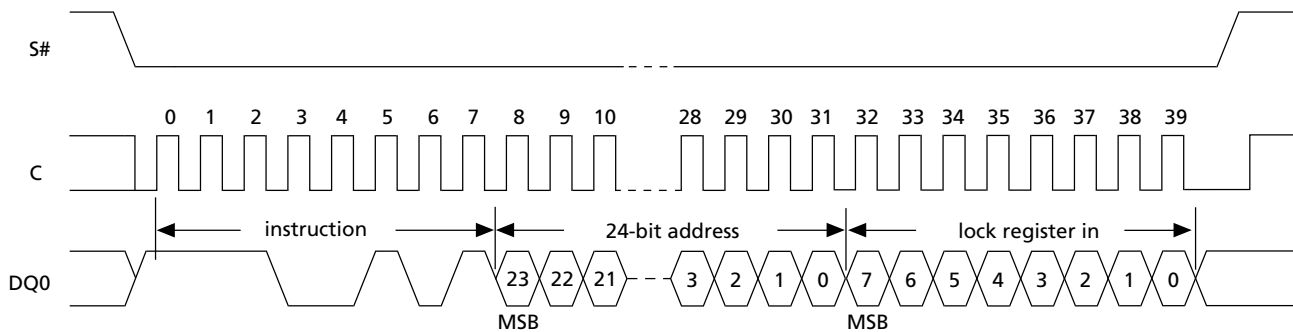 S#
0 1 2 3 4 5 6 7 8 9 10 28 29 30 31 32 33 34 35 36 37 38 39
C
instruction 24-bit address lock register in
DQ0 23 22 21 3 2 1 0 7 6 5 4 3 2 1 0
MSB MSB